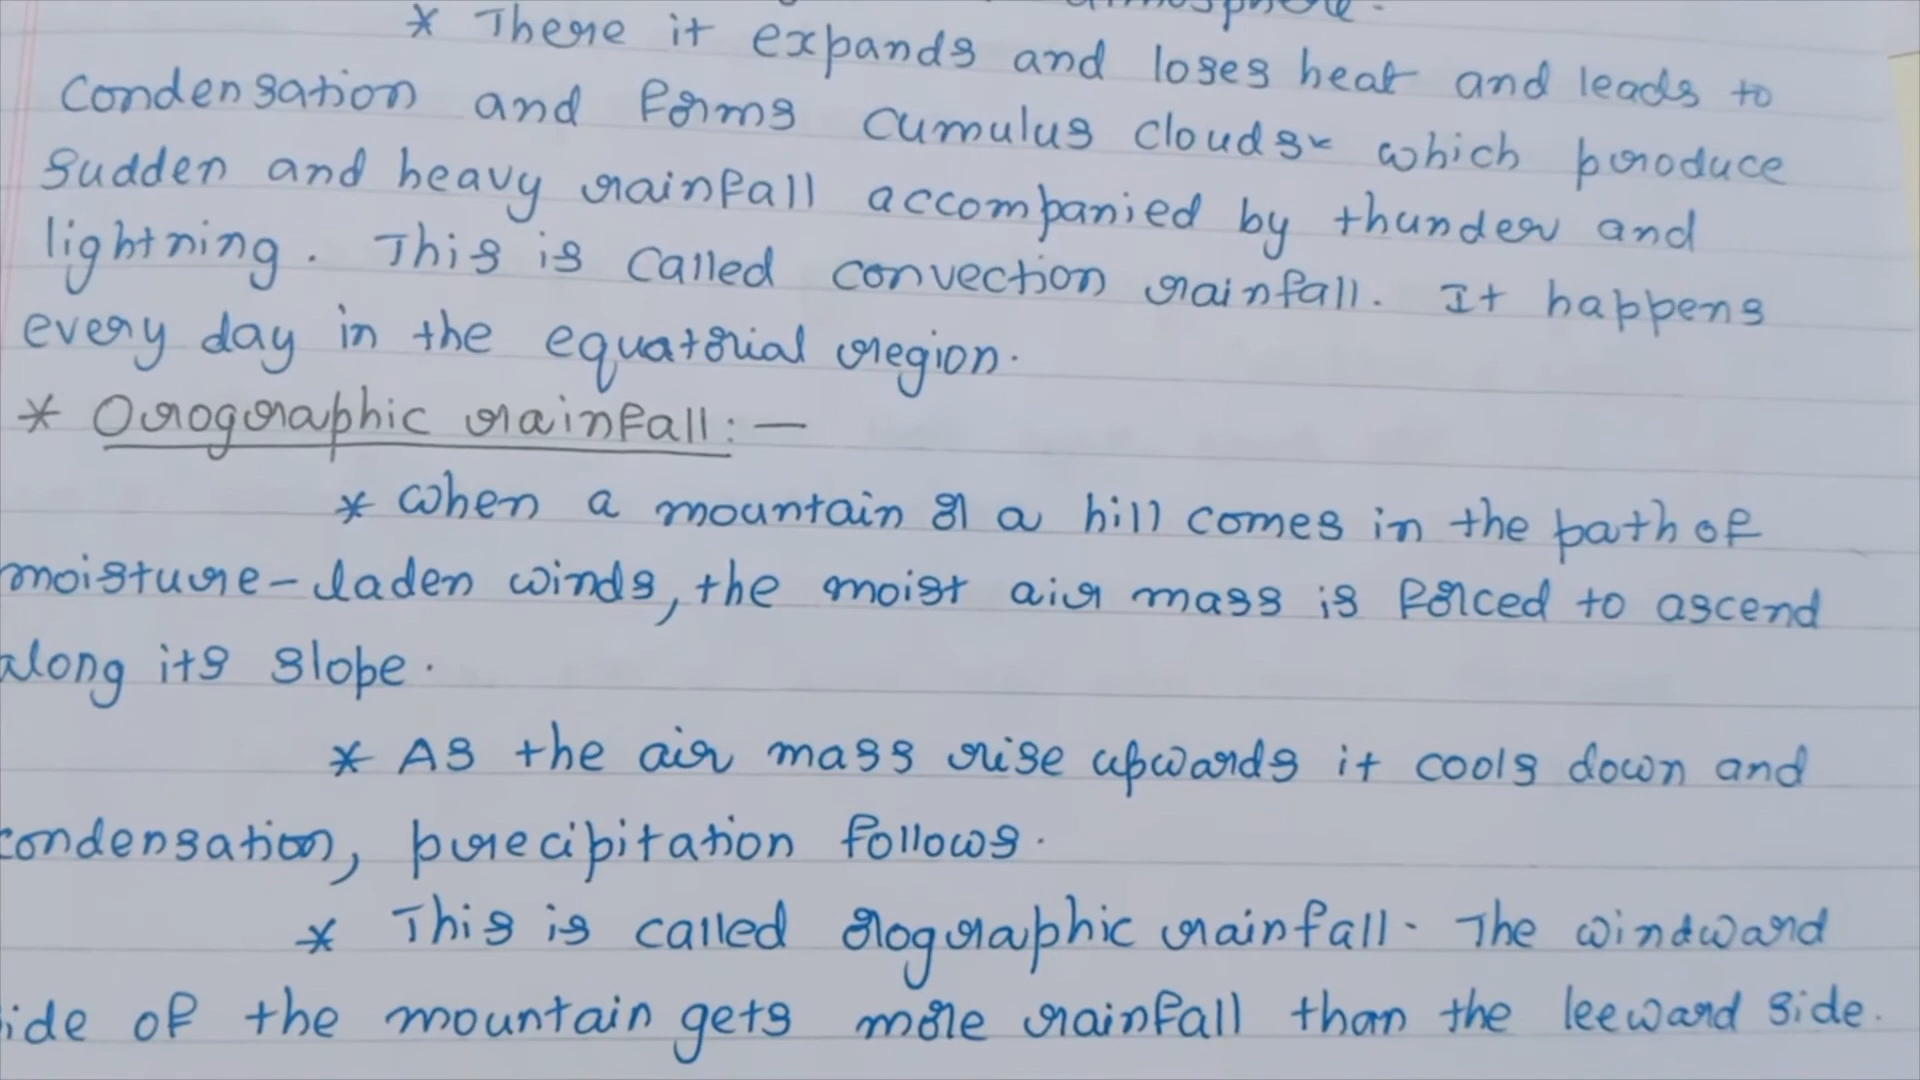 atmosphere.
* There it expands and loses heat and leads to
condensation and forms cumulus clouds which produce
sudden and heavy rainfall accompanied by thunder and
lightning. This is called convection rainfall. It happens
every day in the equatorial region.
* Orographic rainfall:—
* When a mountain or a hill comes in the path of
moisture-laden winds, the moist air mass is forced to ascend
along its slope.
* As the air mass rise upwards it cools down and
condensation, precipitation follows.
* This is called orographic rainfall. The windward
ide of the mountain gets more rainfall than the leeward side.